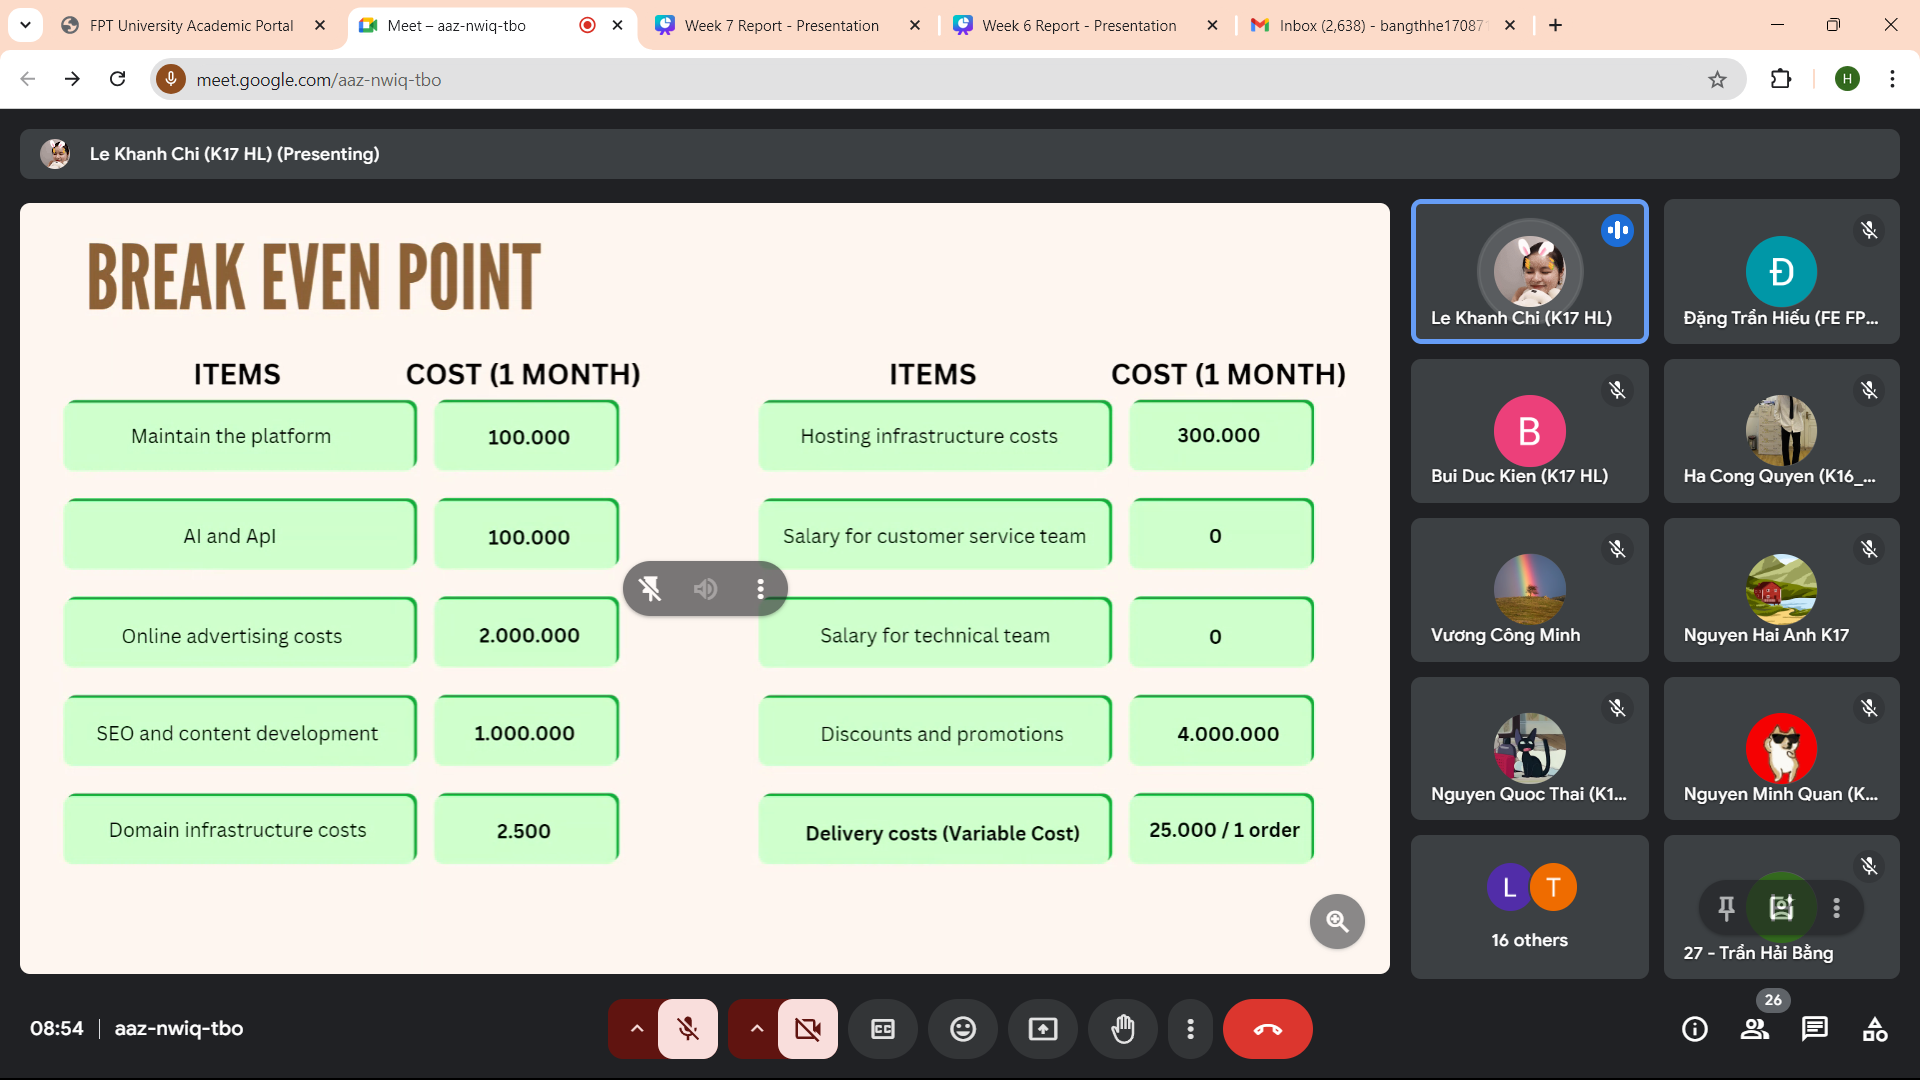 FPT University Academic Portal
Meet – aaz-nwiq-tbo
Week 7 Report - Presentation
Week 6 Report - Presentation
Inbox (2,638) - bangthhe17087
meet.google.com/aaz-nwiq-tbo
H
Le Khanh Chi (K17 HL) (Presenting)
BREAK EVEN POINT
ITEMS
COST (1 MONTH)
Maintain the platform
100.000
AI and ApI
100.000
Online advertising costs
2.000.000
SEO and content development
1.000.000
Domain infrastructure costs
2.500
ITEMS
COST (1 MONTH)
Hosting infrastructure costs
300.000
Salary for customer service team
0
Salary for technical team
0
Discounts and promotions
4.000.000
Delivery costs (Variable Cost)
25.000 / 1 order
Le Khanh Chi (K17 HL)
Đ
Đặng Trần Hiếu (FE FP...
B
Bui Duc Kien (K17 HL)
Ha Cong Quyen (K16_...
Vương Công Minh
Nguyen Hai Anh K17
Nguyen Quoc Thai (K1...
Nguyen Minh Quan (K...
L
T
16 others
27 - Trần Hải Bằng
08:54
aaz-nwiq-tbo
CC
26